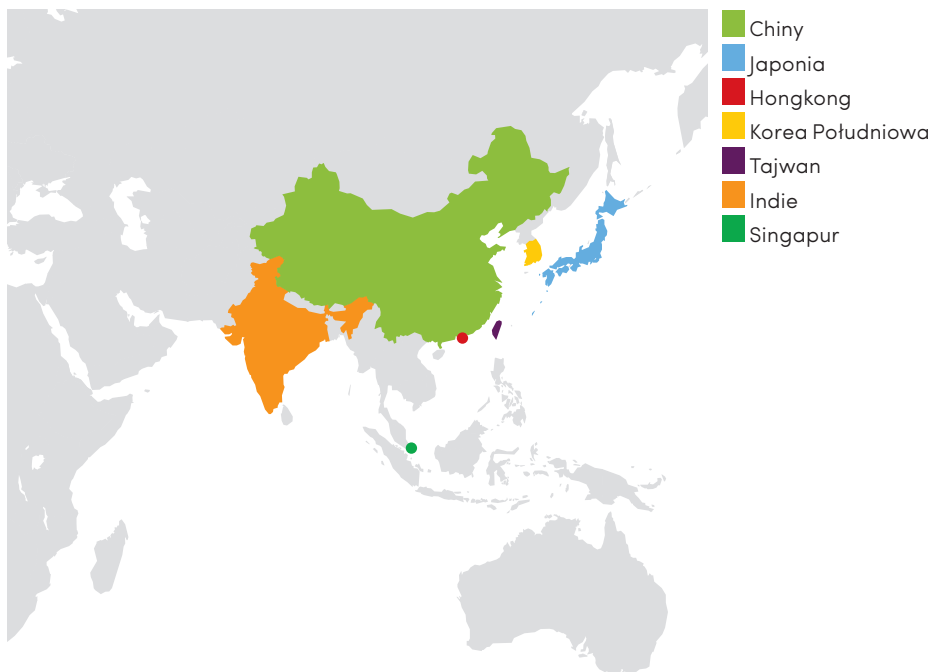 Chiny
Japonia
Hongkong
Korea Południowa
Tajwan
Indie
Singapur